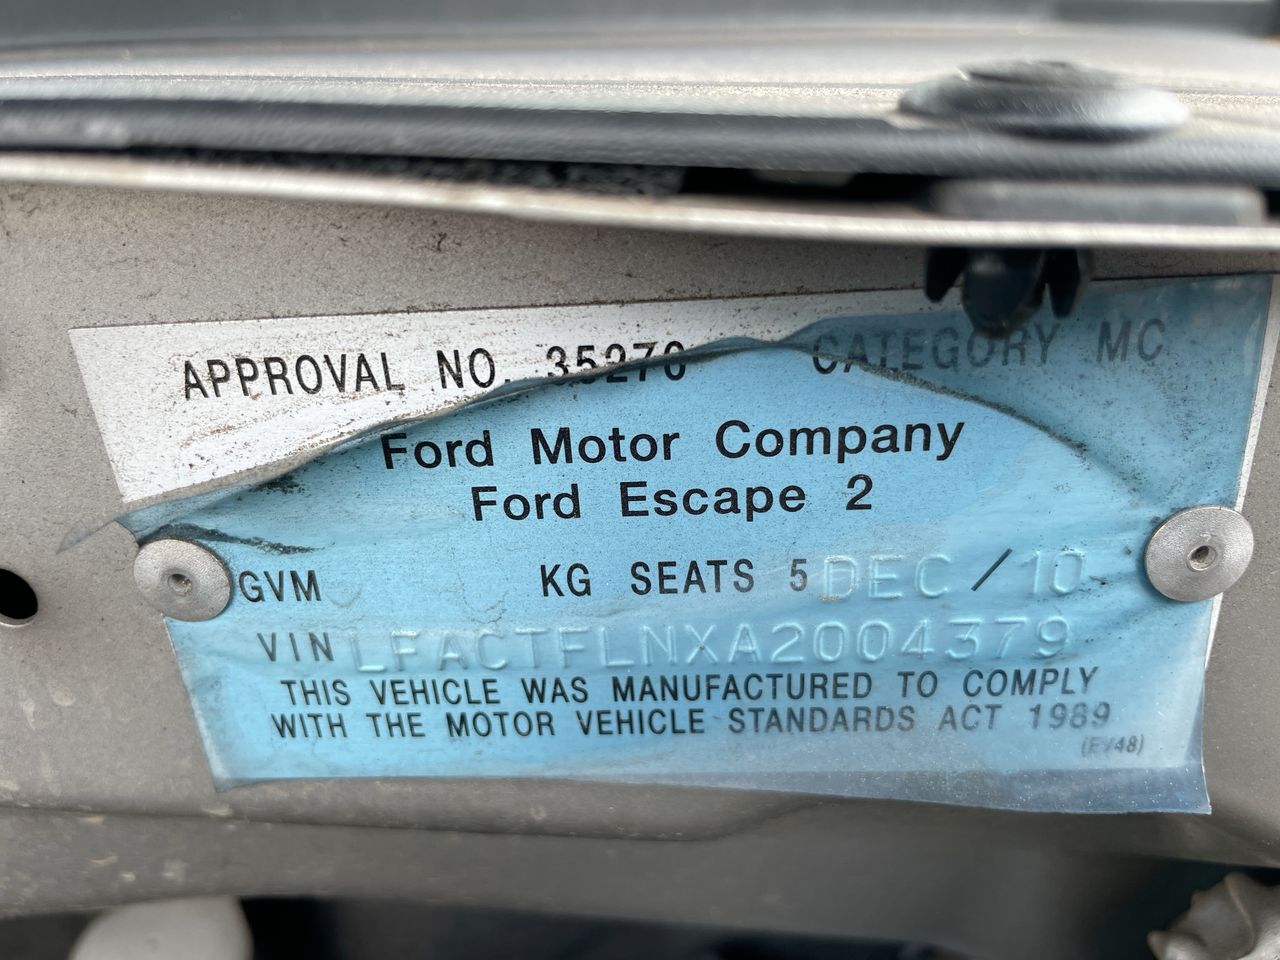 APPROVAL NO. 35270 CATEGORY MC
Ford Motor Company
Ford Escape 2
GVM KG SEATS 5 DEC / 10
VIN LFACTFLNXA2004379
THIS VEHICLE WAS MANUFACTURED TO COMPLY
WITH THE MOTOR VEHICLE STANDARDS ACT 1989
(EV48)